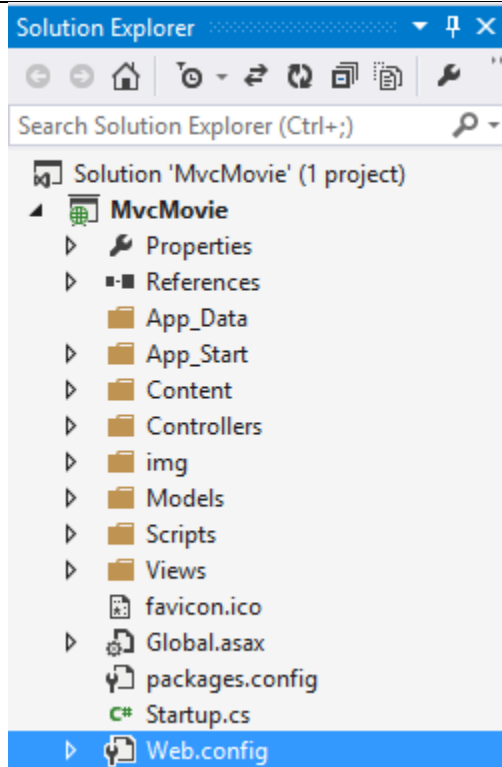 Solution Explorer
Search Solution Explorer (Ctrl+;)
Solution 'MvcMovie' (1 project)
MvcMovie
Properties
References
App_Data
App_Start
Content
Controllers
img
Models
Scripts
Views
favicon.ico
Global.asax
packages.config
C# Startup.cs
Web.config